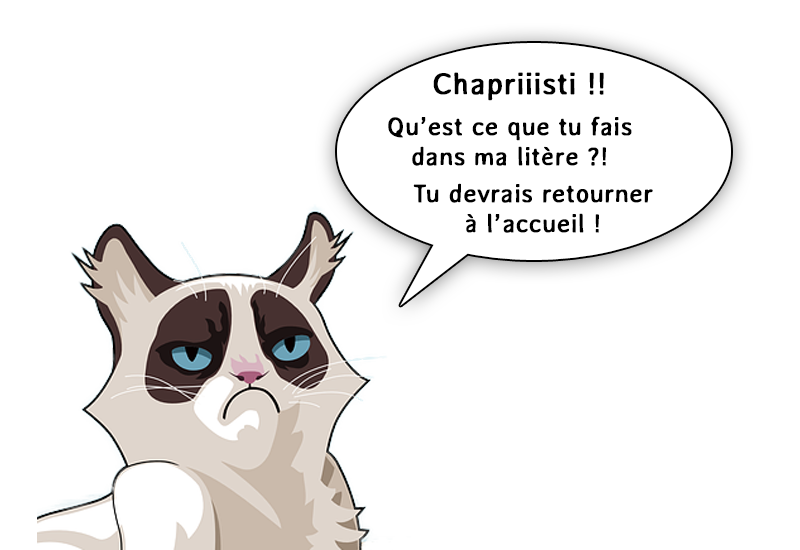 Chapriiisti !!
Qu'est ce que tu fais
dans ma litère ?!
Tu devrais retourner
à l'accueil !